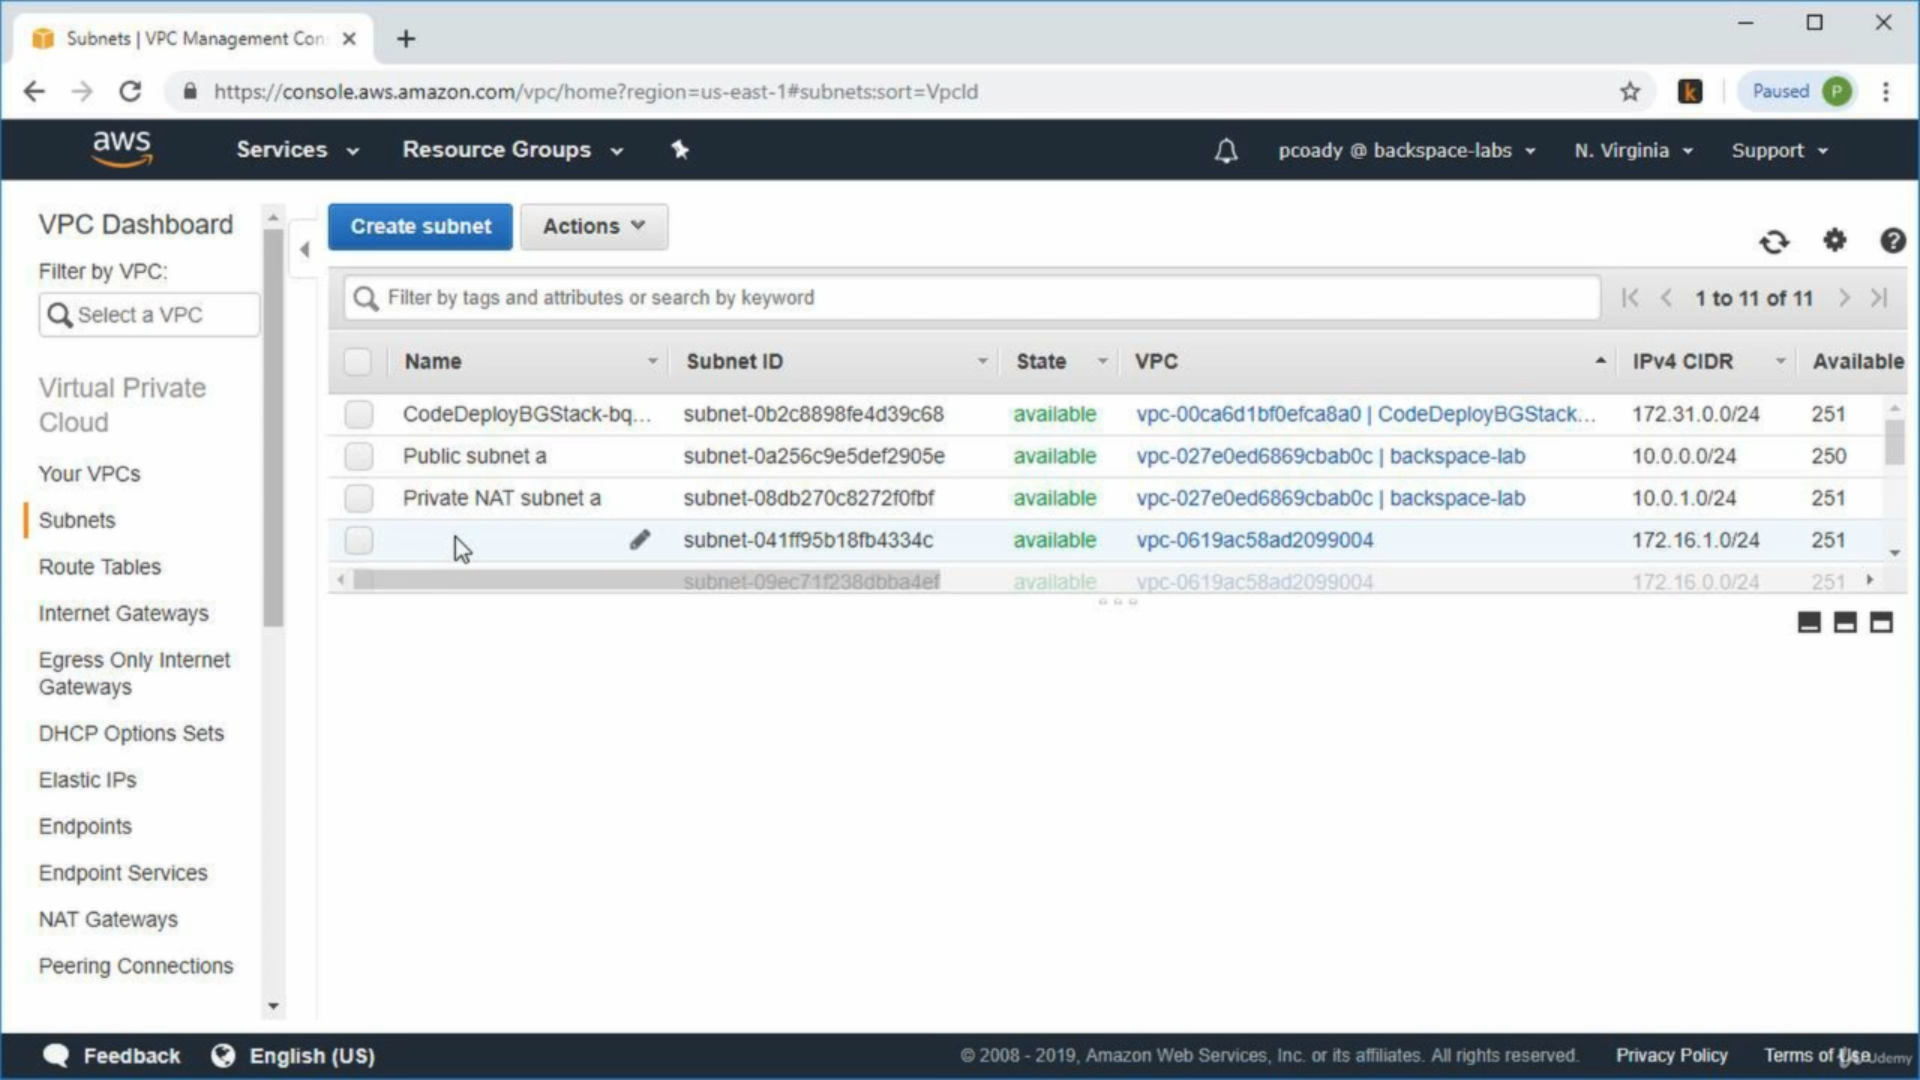 Subnets | VPC Management Con
https://console.aws.amazon.com/vpc/home?region=us-east-1#subnets:sort=VpcId
k
Paused P
aws
Services
Resource Groups
pcoady @ backspace-labs
N. Virginia
Support
VPC Dashboard
Filter by VPC:
Select a VPC
Virtual Private
Cloud
Your VPCs
Subnets
Route Tables
Internet Gateways
Egress Only Internet
Gateways
DHCP Options Sets
Elastic IPs
Endpoints
Endpoint Services
NAT Gateways
Peering Connections
Create subnet
Actions
?
Filter by tags and attributes or search by keyword
1 to 11 of 11
Name Subnet ID State VPC IPv4 CIDR Available
CodeDeployBGStack-bq... subnet-0b2c8898fe4d39c68 available vpc-00ca6d1bf0efca8a0 | CodeDeployBGStack... 172.31.0.0/24 251
Public subnet a subnet-0a256c9e5def2905e available vpc-027e0ed6869cbab0c | backspace-lab 10.0.0.0/24 250
Private NAT subnet a subnet-08db270c8272f0fbf available vpc-027e0ed6869cbab0c | backspace-lab 10.0.1.0/24 251
subnet-041ff95b18fb4334c available vpc-0619ac58ad2099004 172.16.1.0/24 251
subnet-09ec71f238dbba4ef available vpc-0619ac58ad2099004 172.16.0.0/24 251
Feedback
English (US)
© 2008 - 2019, Amazon Web Services, Inc. or its affiliates. All rights reserved.
Privacy Policy
Terms of Use
Udemy